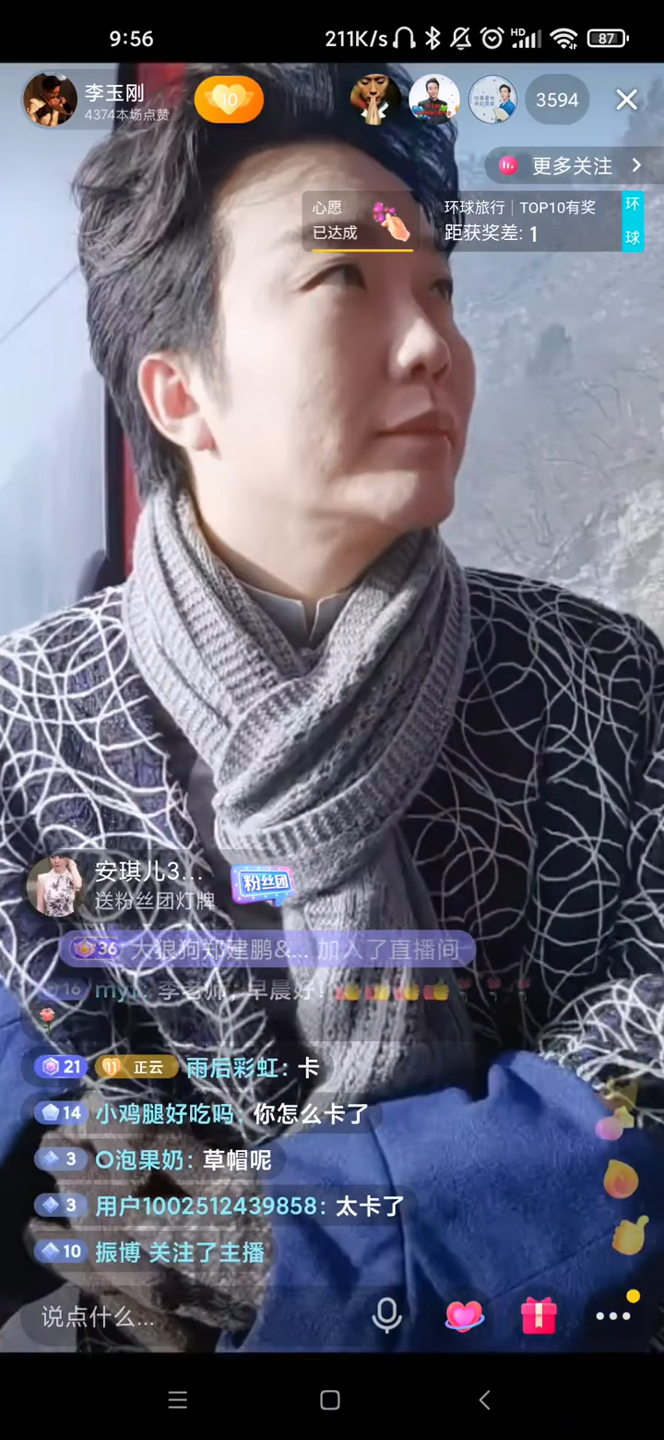 9:56
211K/s
HD
87
李玉刚
4374本场点赞
10
3594
更多关注
心愿
已达成
环球旅行｜TOP10有奖
距获奖差: 1
环
球
安琪儿3...
送粉丝团灯牌
粉丝团
36 大狼狗郑建鹏&... 加入了直播间
16 李老师，早晨好！
21 11 正云 雨后彩虹：卡
14 小鸡腿好吃吗：你怎么卡了
3 O泡果奶：草帽呢
3 用户1002512439858：太卡了
10 振博 关注了主播
说点什么...